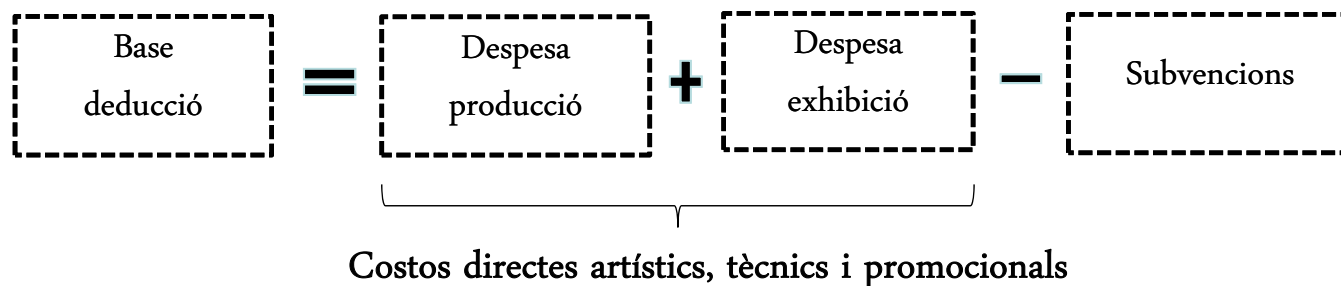 Base
deducció
=
Despesa
producció
+
Despesa
exhibició
−
Subvencions
Costos directes artístics, tècnics i promocionals